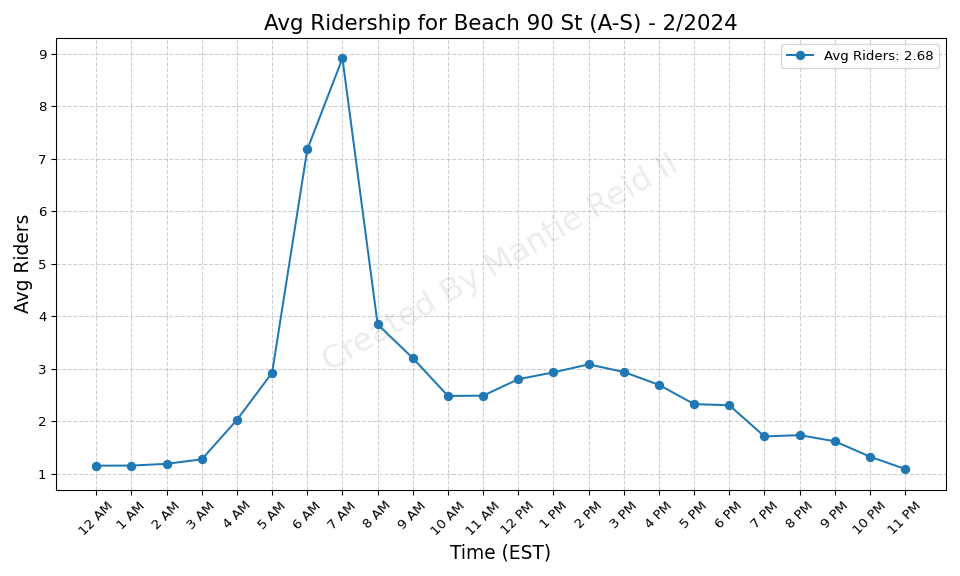 Avg Ridership for Beach 90 St (A-S) - 2/2024
Avg Riders: 2.68
9
8
7
6
5
4
3
2
1
Avg Riders
Created By Mantie Reid II
12 AM
1 AM
2 AM
3 AM
4 AM
5 AM
6 AM
7 AM
8 AM
9 AM
10 AM
11 AM
12 PM
1 PM
2 PM
3 PM
4 PM
5 PM
6 PM
7 PM
8 PM
9 PM
10 PM
11 PM
Time (EST)